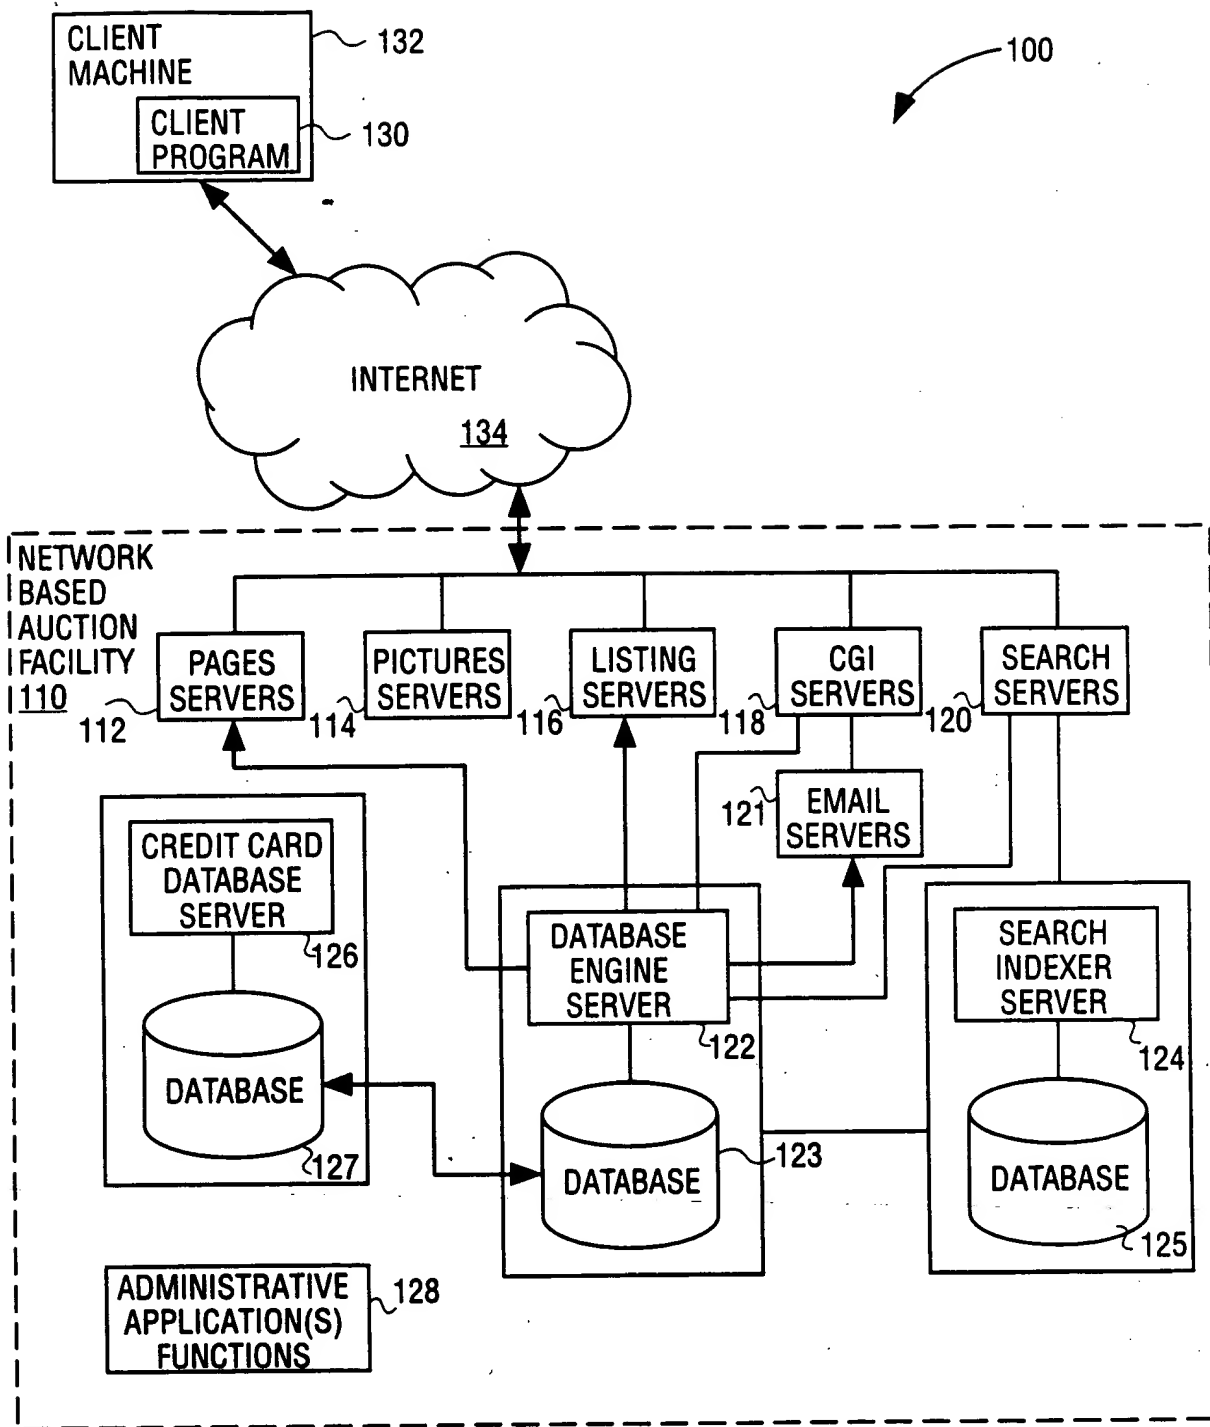 CLIENT
MACHINE
132
CLIENT
PROGRAM
130
100
INTERNET
134
NETWORK
BASED
AUCTION
FACILITY
110
PAGES
SERVERS
112
PICTURES
SERVERS
114
LISTING
SERVERS
116
CGI
SERVERS
118
SEARCH
SERVERS
120
EMAIL
SERVERS
121
CREDIT CARD
DATABASE
SERVER
126
DATABASE
127
DATABASE
ENGINE
SERVER
122
DATABASE
123
SEARCH
INDEXER
SERVER
124
DATABASE
125
ADMINISTRATIVE
APPLICATION(S)
FUNCTIONS
128